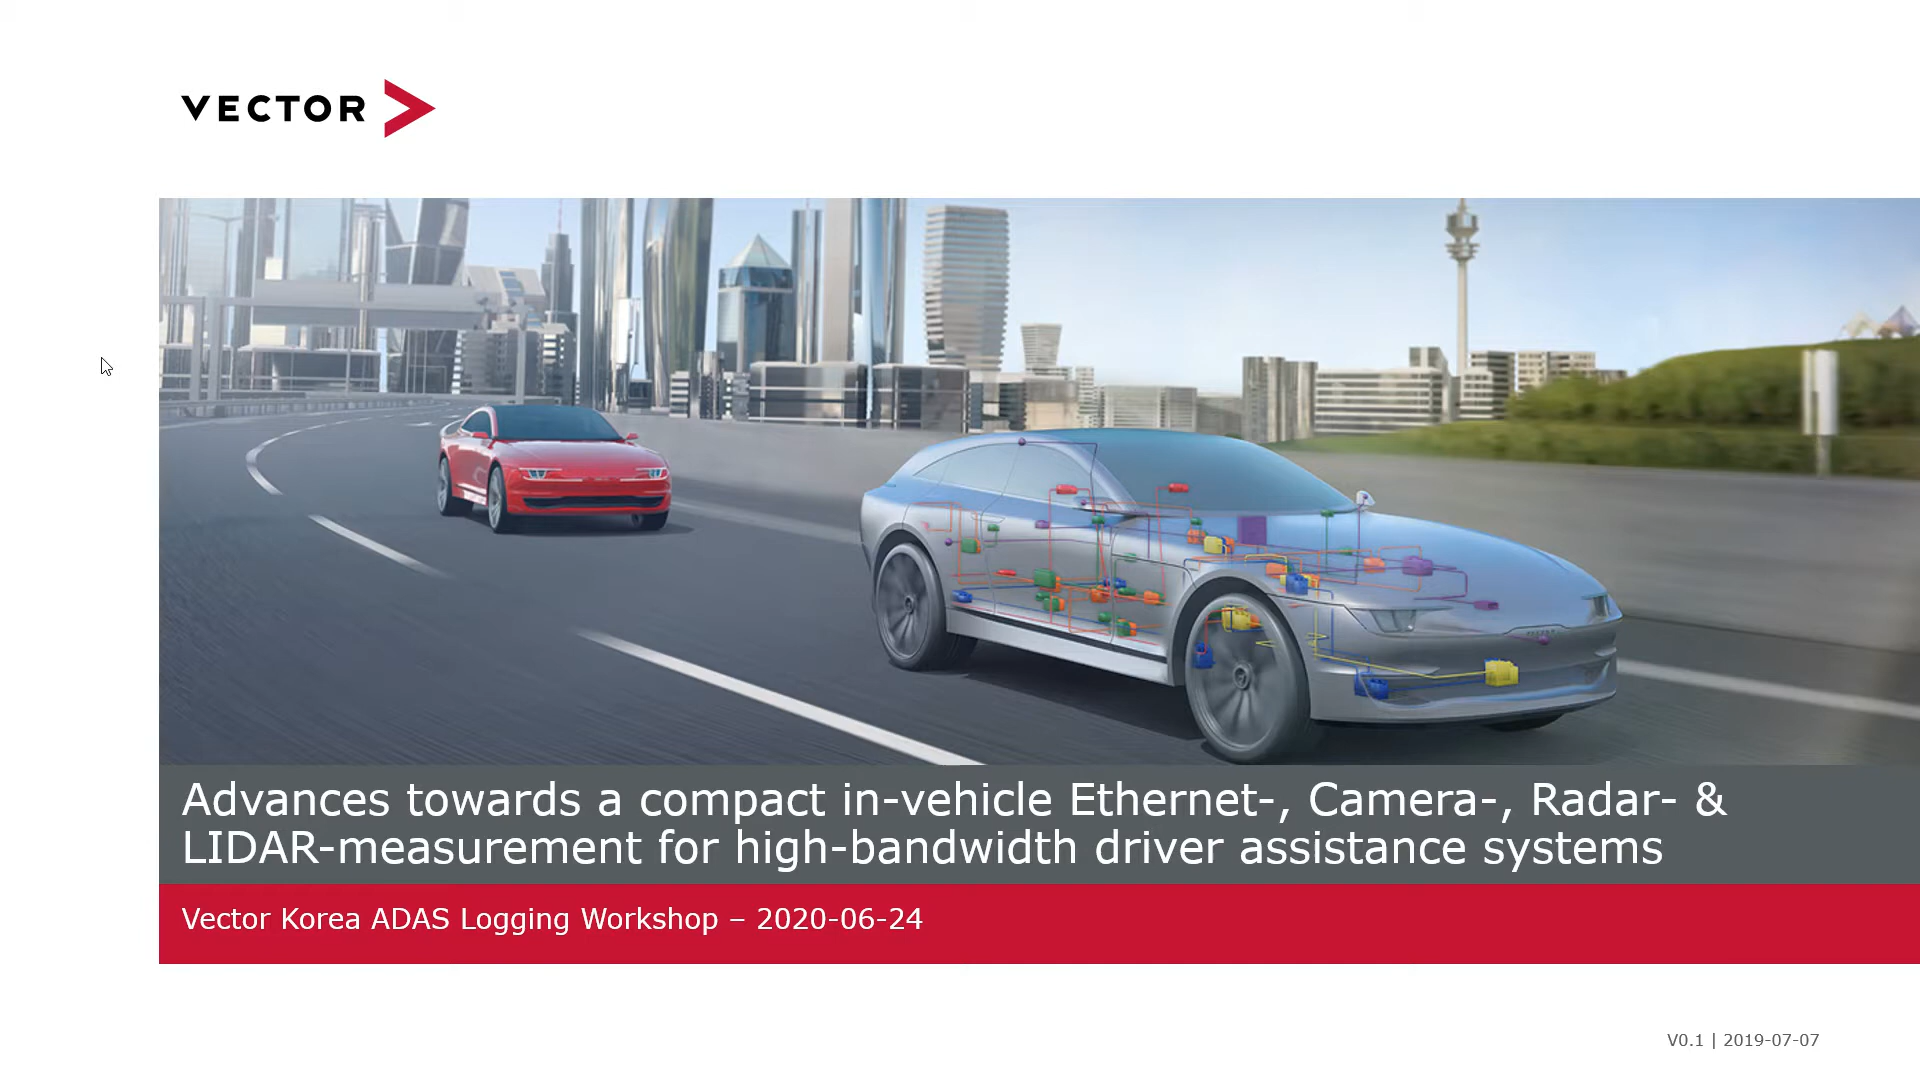 VECTOR
Advances towards a compact in-vehicle Ethernet-, Camera-, Radar- &
LIDAR-measurement for high-bandwidth driver assistance systems
Vector Korea ADAS Logging Workshop – 2020-06-24
V0.1 | 2019-07-07